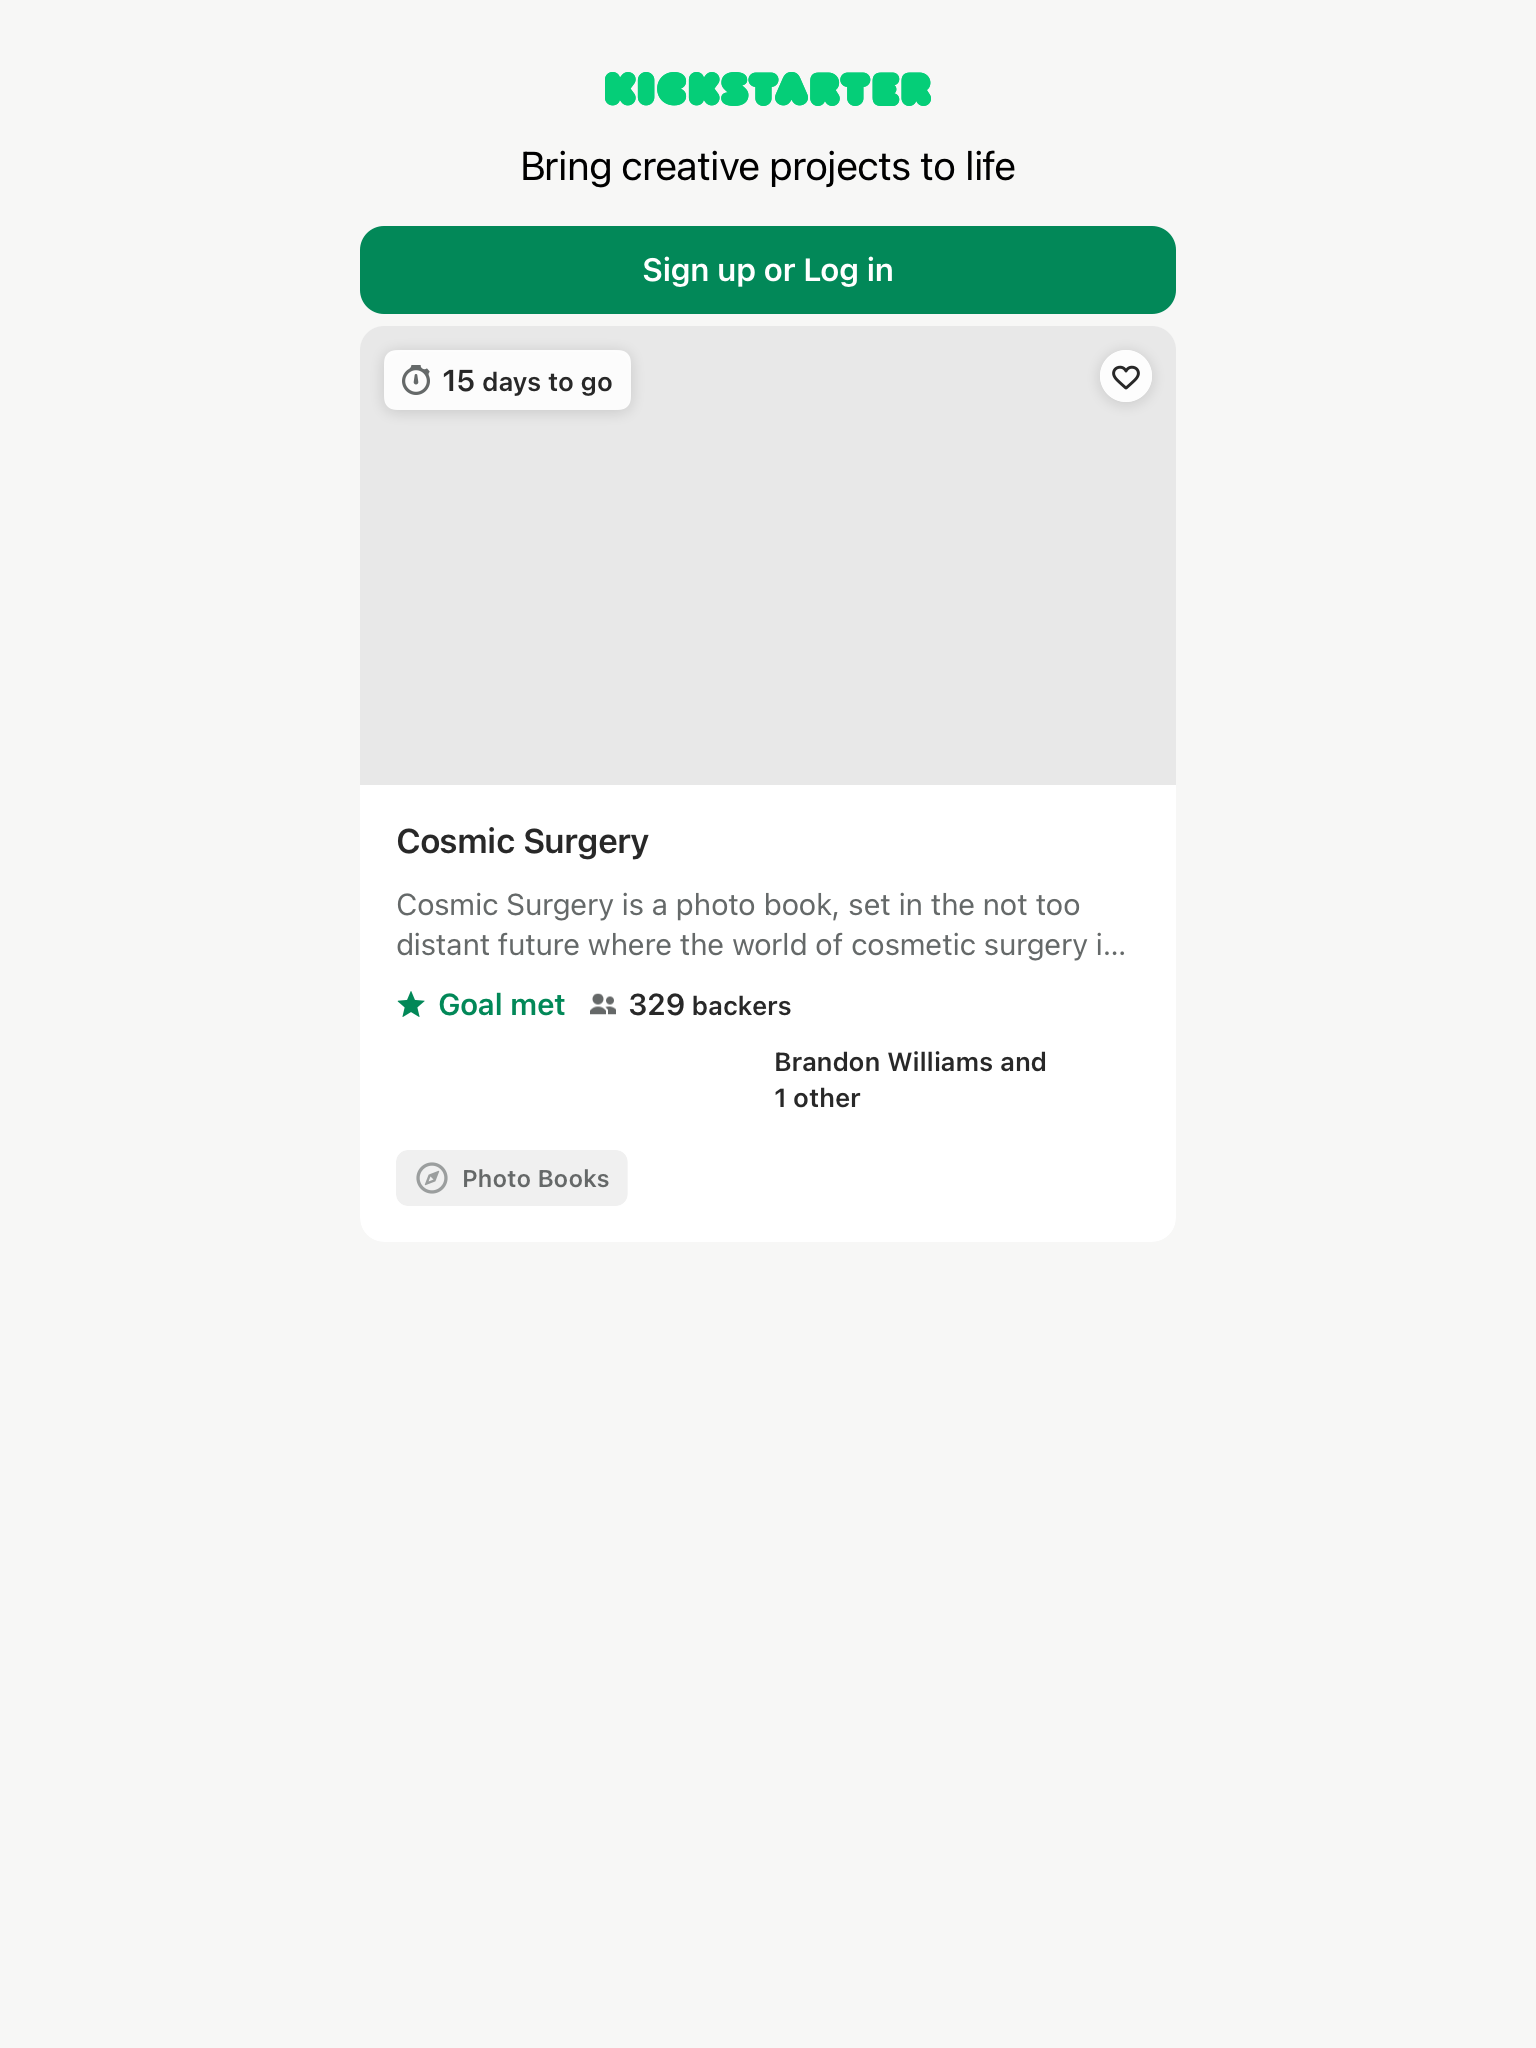 KICKSTARTER
Bring creative projects to life
Sign up or Log in
15 days to go
Cosmic Surgery
Cosmic Surgery is a photo book, set in the not too
distant future where the world of cosmetic surgery i...
Goal met 329 backers
Brandon Williams and
1 other
Photo Books